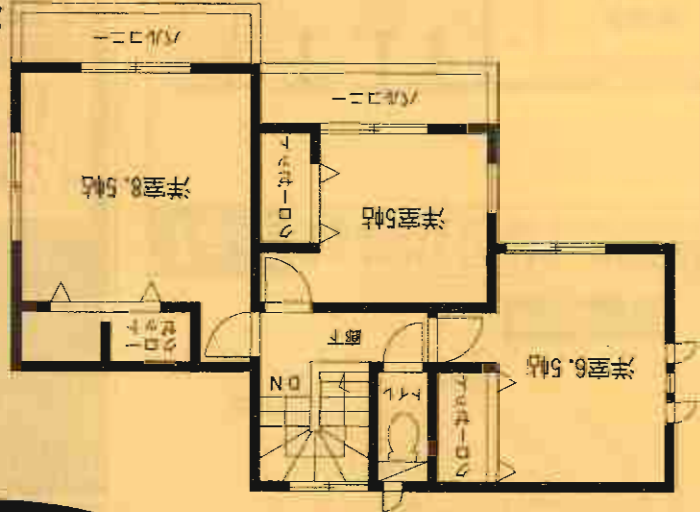 洋室6.5帖
クローゼット
トイレ
廊下
DN
洋室5帖
クローゼット
バルコニー
洋室8.5帖
クロー
ゼット
バルコニー